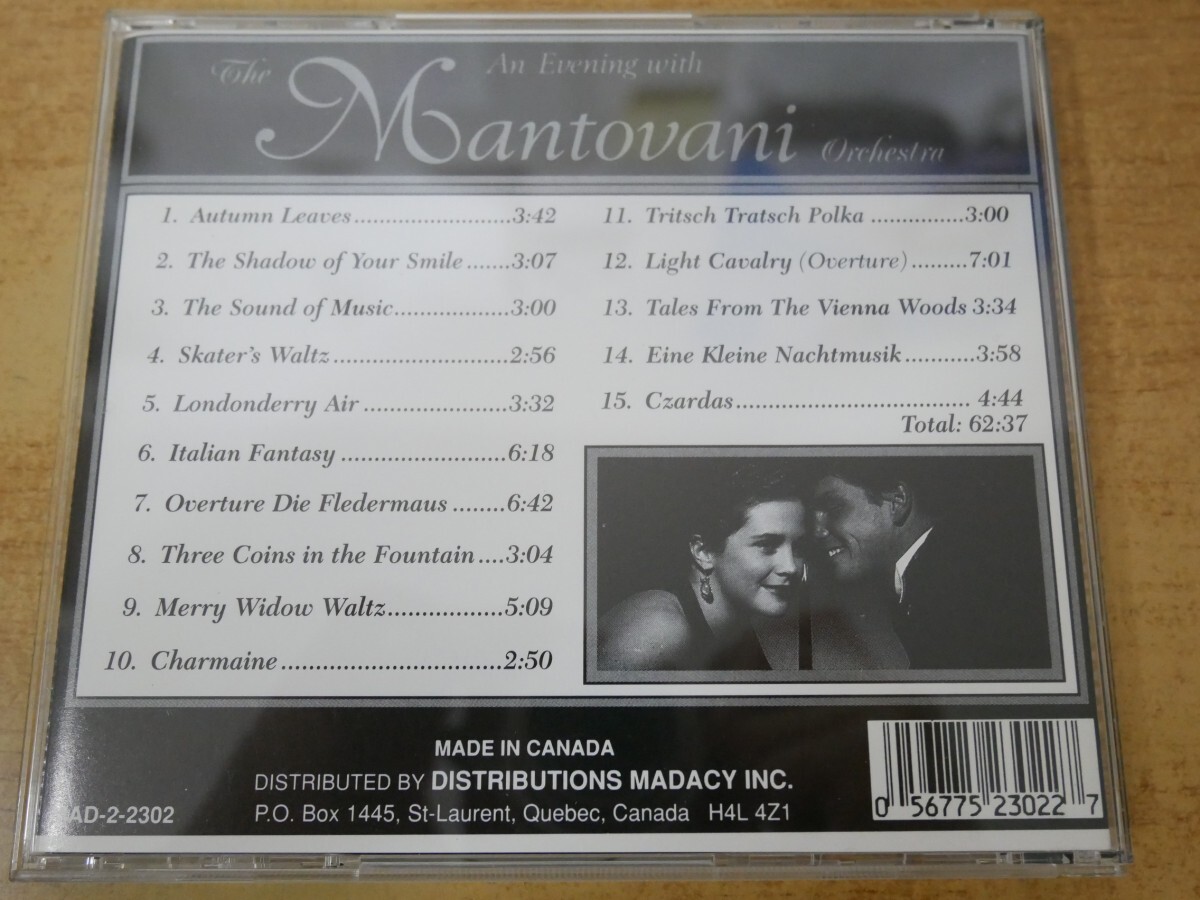 An Evening with
The Mantovani Orchestra
1. Autumn Leaves...........................3:42
2. The Shadow of Your Smile.......3:07
3. The Sound of Music.................3:00
4. Skater's Waltz..........................2:56
5. Londonderry Air......................3:32
6. Italian Fantasy.........................6:18
7. Overture Die Fledermaus........6:42
8. Three Coins in the Fountain....3:04
9. Merry Widow Waltz..................5:09
10. Charmaine.................................2:50
11. Tritsch Tratsch Polka..............3:00
12. Light Cavalry (Overture).........7:01
13. Tales From The Vienna Woods 3:34
14. Eine Kleine Nachtmusik...........3:58
15. Czardas................................... 4:44
Total: 62:37
MADE IN CANADA
DISTRIBUTED BY DISTRIBUTIONS MADACY INC.
AD-2-2302 P.O. Box 1445, St-Laurent, Quebec, Canada H4L 4Z1
0 56775 23022 7